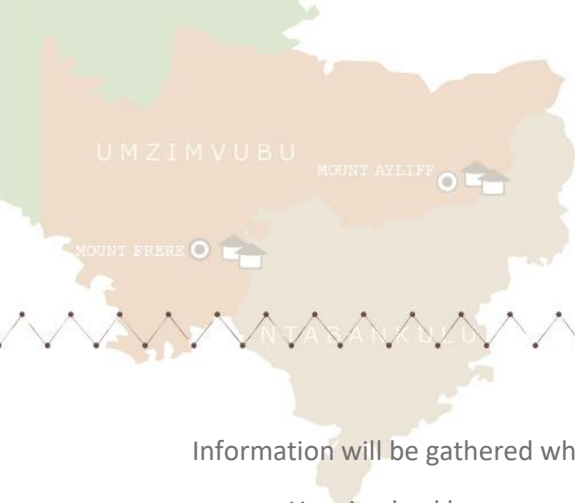 UMZIMVUBU
MOUNT AYLIFF
MOUNT FRERE
NTABANKULU
Information will be gathered wh